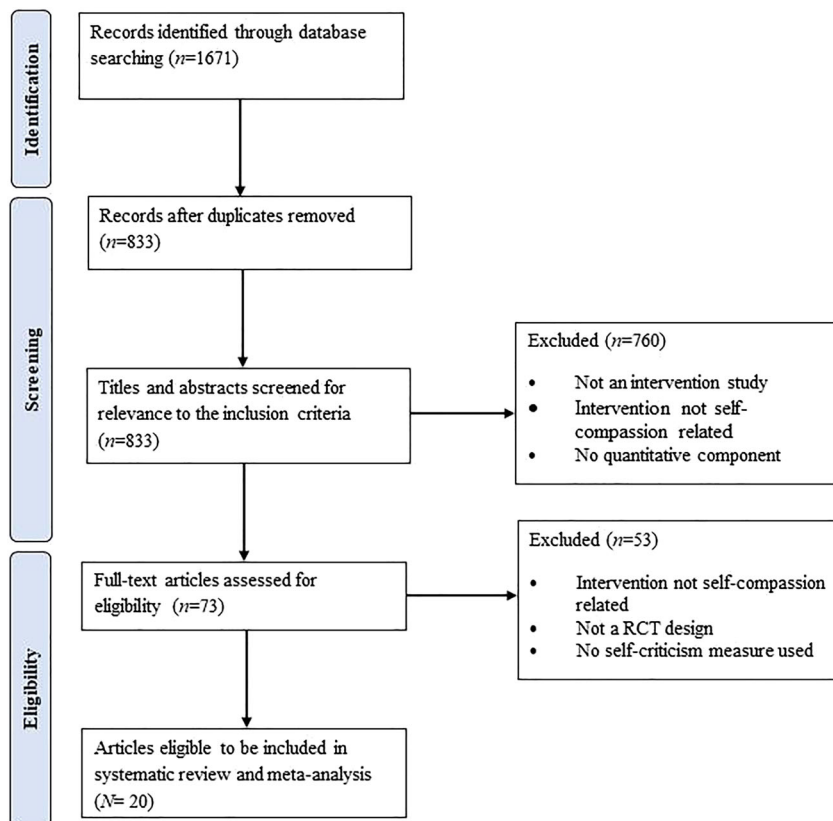 Identification
Records identified through database
searching (n=1671)
Screening
Records after duplicates removed
(n=833)
Titles and abstracts screened for
relevance to the inclusion criteria
(n=833)
Excluded (n=760)
• Not an intervention study
• Intervention not self-
compassion related
• No quantitative component
Eligibility
Full-text articles assessed for
eligibility (n=73)
Excluded (n=53)
• Intervention not self-compassion
related
• Not a RCT design
• No self-criticism measure used
Articles eligible to be included in
systematic review and meta-analysis
(N= 20)